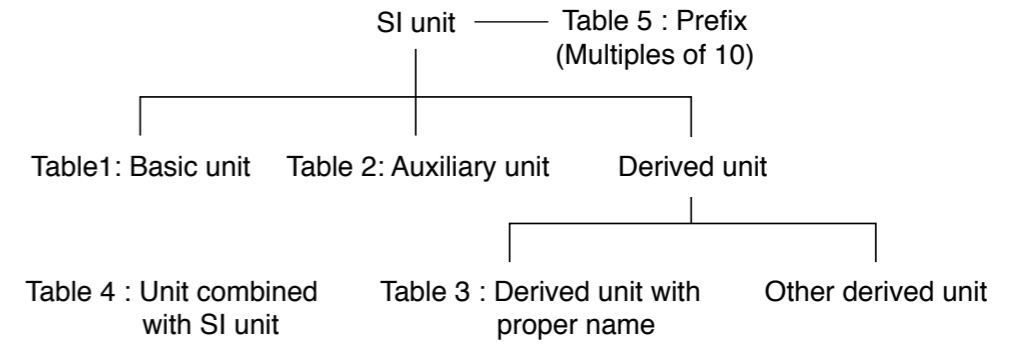 SI unit
Table 5 : Prefix
(Multiples of 10)
Table1: Basic unit
Table 2: Auxiliary unit
Derived unit
Table 4 : Unit combined
with SI unit
Table 3 : Derived unit with
proper name
Other derived unit